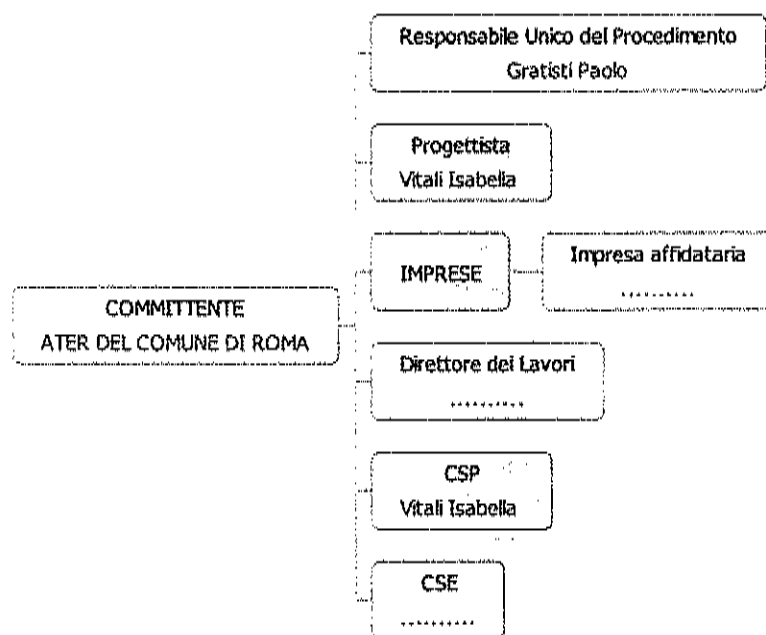 Responsabile Unico del Procedimento
Gratisti Paolo
Progettista
Vitali Isabella
IMPRESE
Impresa affidataria
..........
COMMITTENTE
ATER DEL COMUNE DI ROMA
Direttore dei Lavori
..........
CSP
Vitali Isabella
CSE
..........